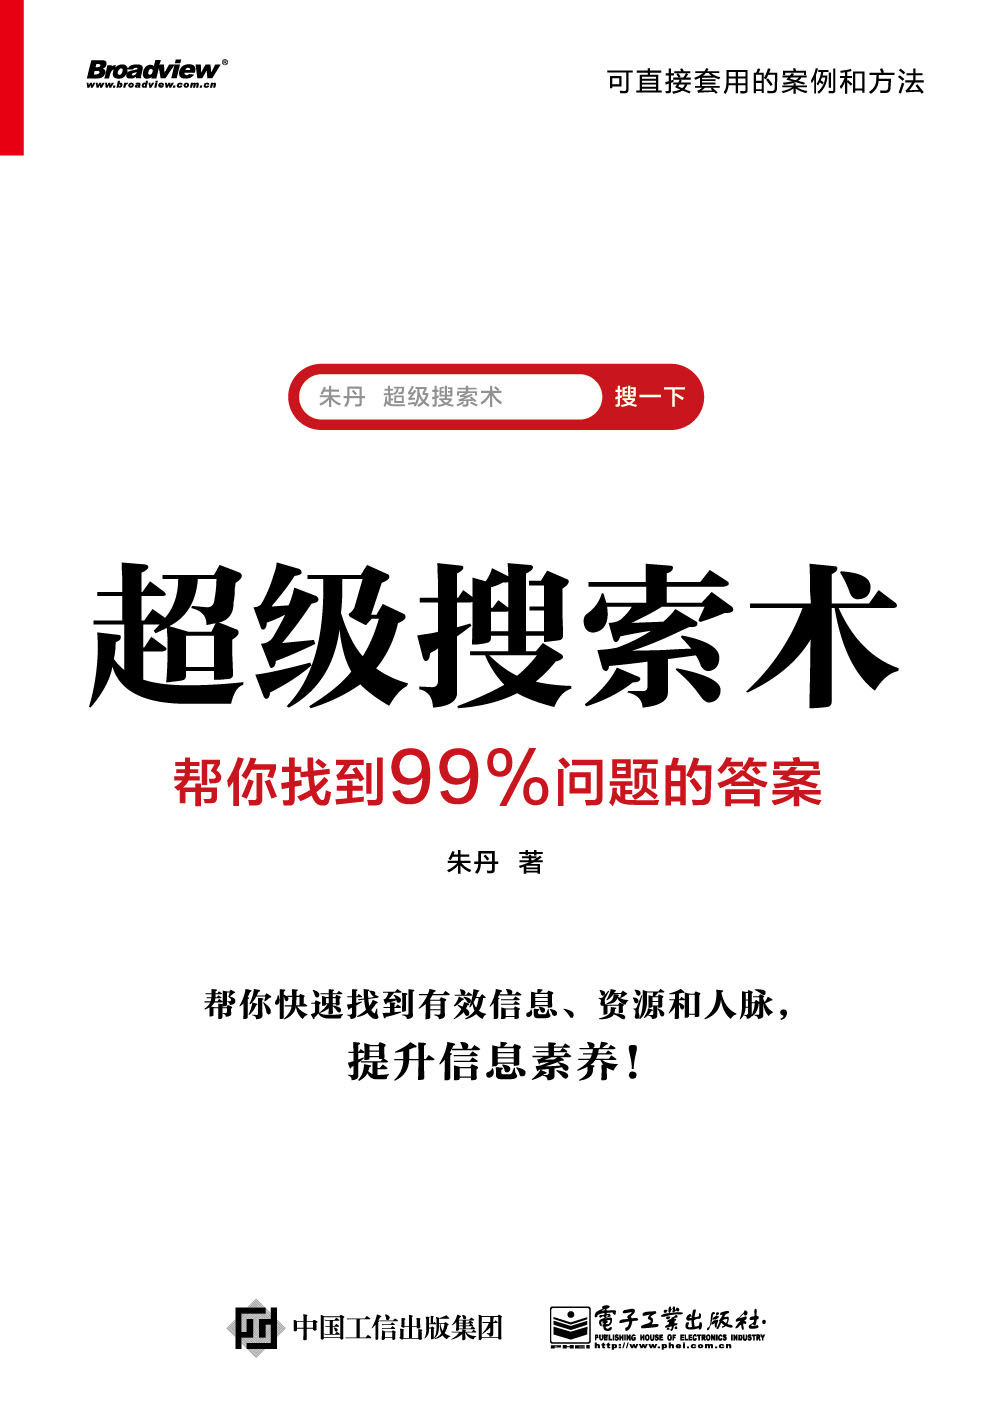 Broadview®
www.broadview.com.cn
可直接套用的案例和方法
朱丹 超级搜索术 搜一下
超级搜索术
帮你找到99%问题的答案
朱丹 著
帮你快速找到有效信息、资源和人脉，
提升信息素养！
中国工信出版集团
電子工業出版社·
PUBLISHING HOUSE OF ELECTRONICS INDUSTRY
PHEI http://www.phei.com.cn